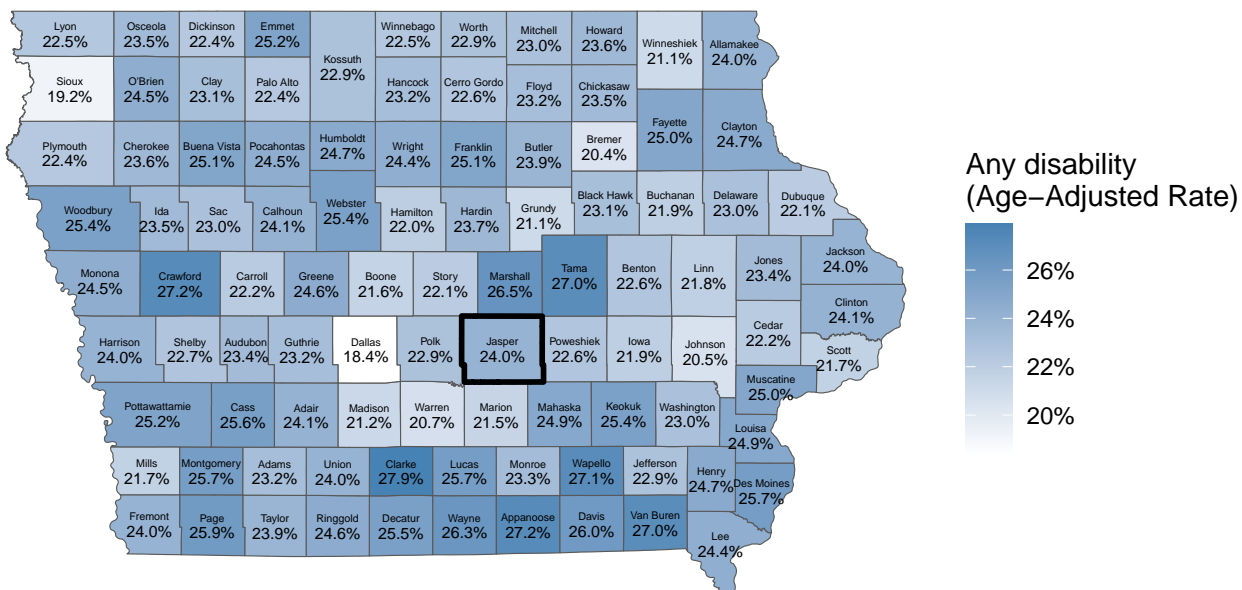 Lyon
22.5%
Osceola
23.5%
Dickinson
22.4%
Emmet
25.2%
Kossuth
22.9%
Winnebago
22.5%
Worth
22.9%
Mitchell
23.0%
Howard
23.6%
Winneshiek
21.1%
Allamakee
24.0%
Sioux
19.2%
O'Brien
24.5%
Clay
23.1%
Palo Alto
22.4%
Hancock
23.2%
Cerro Gordo
22.6%
Floyd
23.2%
Chickasaw
23.5%
Fayette
25.0%
Clayton
24.7%
Plymouth
22.4%
Cherokee
23.6%
Buena Vista
25.1%
Pocahontas
24.5%
Humboldt
24.7%
Wright
24.4%
Franklin
25.1%
Butler
23.9%
Bremer
20.4%
Woodbury
25.4%
Ida
23.5%
Sac
23.0%
Calhoun
24.1%
Webster
25.4%
Hamilton
22.0%
Hardin
23.7%
Grundy
21.1%
Black Hawk
23.1%
Buchanan
21.9%
Delaware
23.0%
Dubuque
22.1%
Monona
24.5%
Crawford
27.2%
Carroll
22.2%
Greene
24.6%
Boone
21.6%
Story
22.1%
Marshall
26.5%
Tama
27.0%
Benton
22.6%
Linn
21.8%
Jones
23.4%
Jackson
24.0%
Clinton
24.1%
Harrison
24.0%
Shelby
22.7%
Audubon
23.4%
Guthrie
23.2%
Dallas
18.4%
Polk
22.9%
Jasper
24.0%
Poweshiek
22.6%
Iowa
21.9%
Johnson
20.5%
Cedar
22.2%
Scott
21.7%
Muscatine
25.0%
Pottawattamie
25.2%
Cass
25.6%
Adair
24.1%
Madison
21.2%
Warren
20.7%
Marion
21.5%
Mahaska
24.9%
Keokuk
25.4%
Washington
23.0%
Louisa
24.9%
Mills
21.7%
Montgomery
25.7%
Adams
23.2%
Union
24.0%
Clarke
27.9%
Lucas
25.7%
Monroe
23.3%
Wapello
27.1%
Jefferson
22.9%
Henry
24.7%
Des Moines
25.7%
Fremont
24.0%
Page
25.9%
Taylor
23.9%
Ringgold
24.6%
Decatur
25.5%
Wayne
26.3%
Appanoose
27.2%
Davis
26.0%
Van Buren
27.0%
Lee
24.4%
Any disability
(Age−Adjusted Rate)
26%
24%
22%
20%